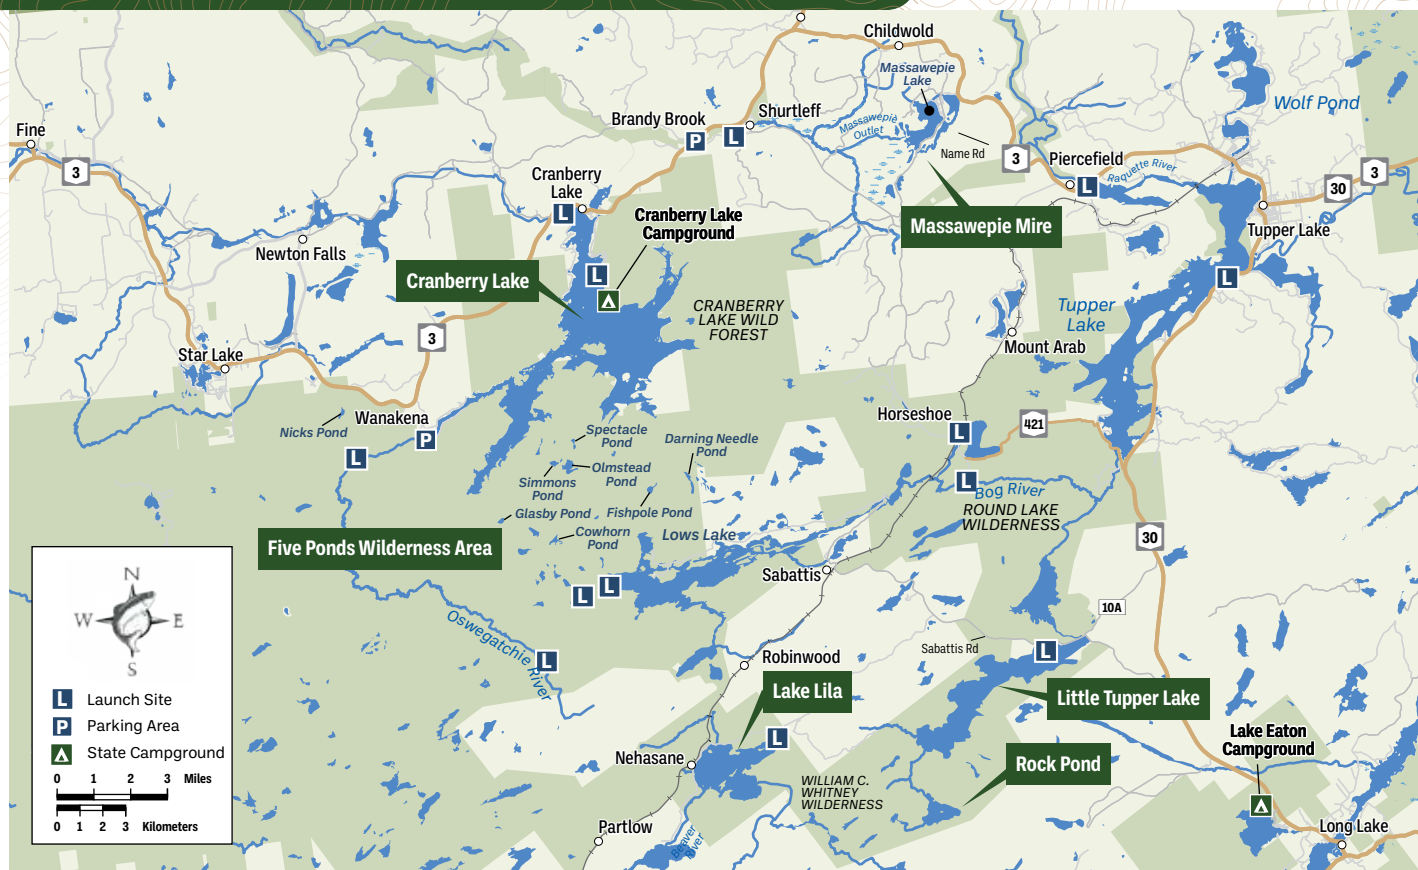 Childwold
Massawepie
Lake
Wolf Pond
Fine
3
Brandy Brook
P
L
Shurtleff
Massawepie
Outlet
Name Rd
3
Piercefield
L
Raquette River
3
30
Cranberry
Lake
L
Cranberry Lake
Campground
Massawepie Mire
Tupper Lake
Newton Falls
Cranberry Lake
L
L
CRANBERRY
LAKE WILD
FOREST
Tupper
Lake
3
Mount Arab
Star Lake
Wanakena
P
Nicks Pond
L
Spectacle
Pond
Darning Needle
Pond
Horseshoe
L
421
Simmons
Pond
Olmstead
Pond
L
Bog River
ROUND LAKE
WILDERNESS
Glasby Pond
Fishpole Pond
Cowhorn
Pond
Lows Lake
30
Five Ponds Wilderness Area
Sabattis
L
L
10A
Oswegatchie River
L
Sabattis Rd
L
Robinwood
Lake Lila
Little Tupper Lake
L
Lake Eaton
Campground
Nehasane
Rock Pond
WILLIAM C.
WHITNEY
WILDERNESS
Partlow
Beaver
River
Long Lake
N
W E
S
L Launch Site
P Parking Area
State Campground
0 1 2 3 Miles
0 1 2 3 Kilometers